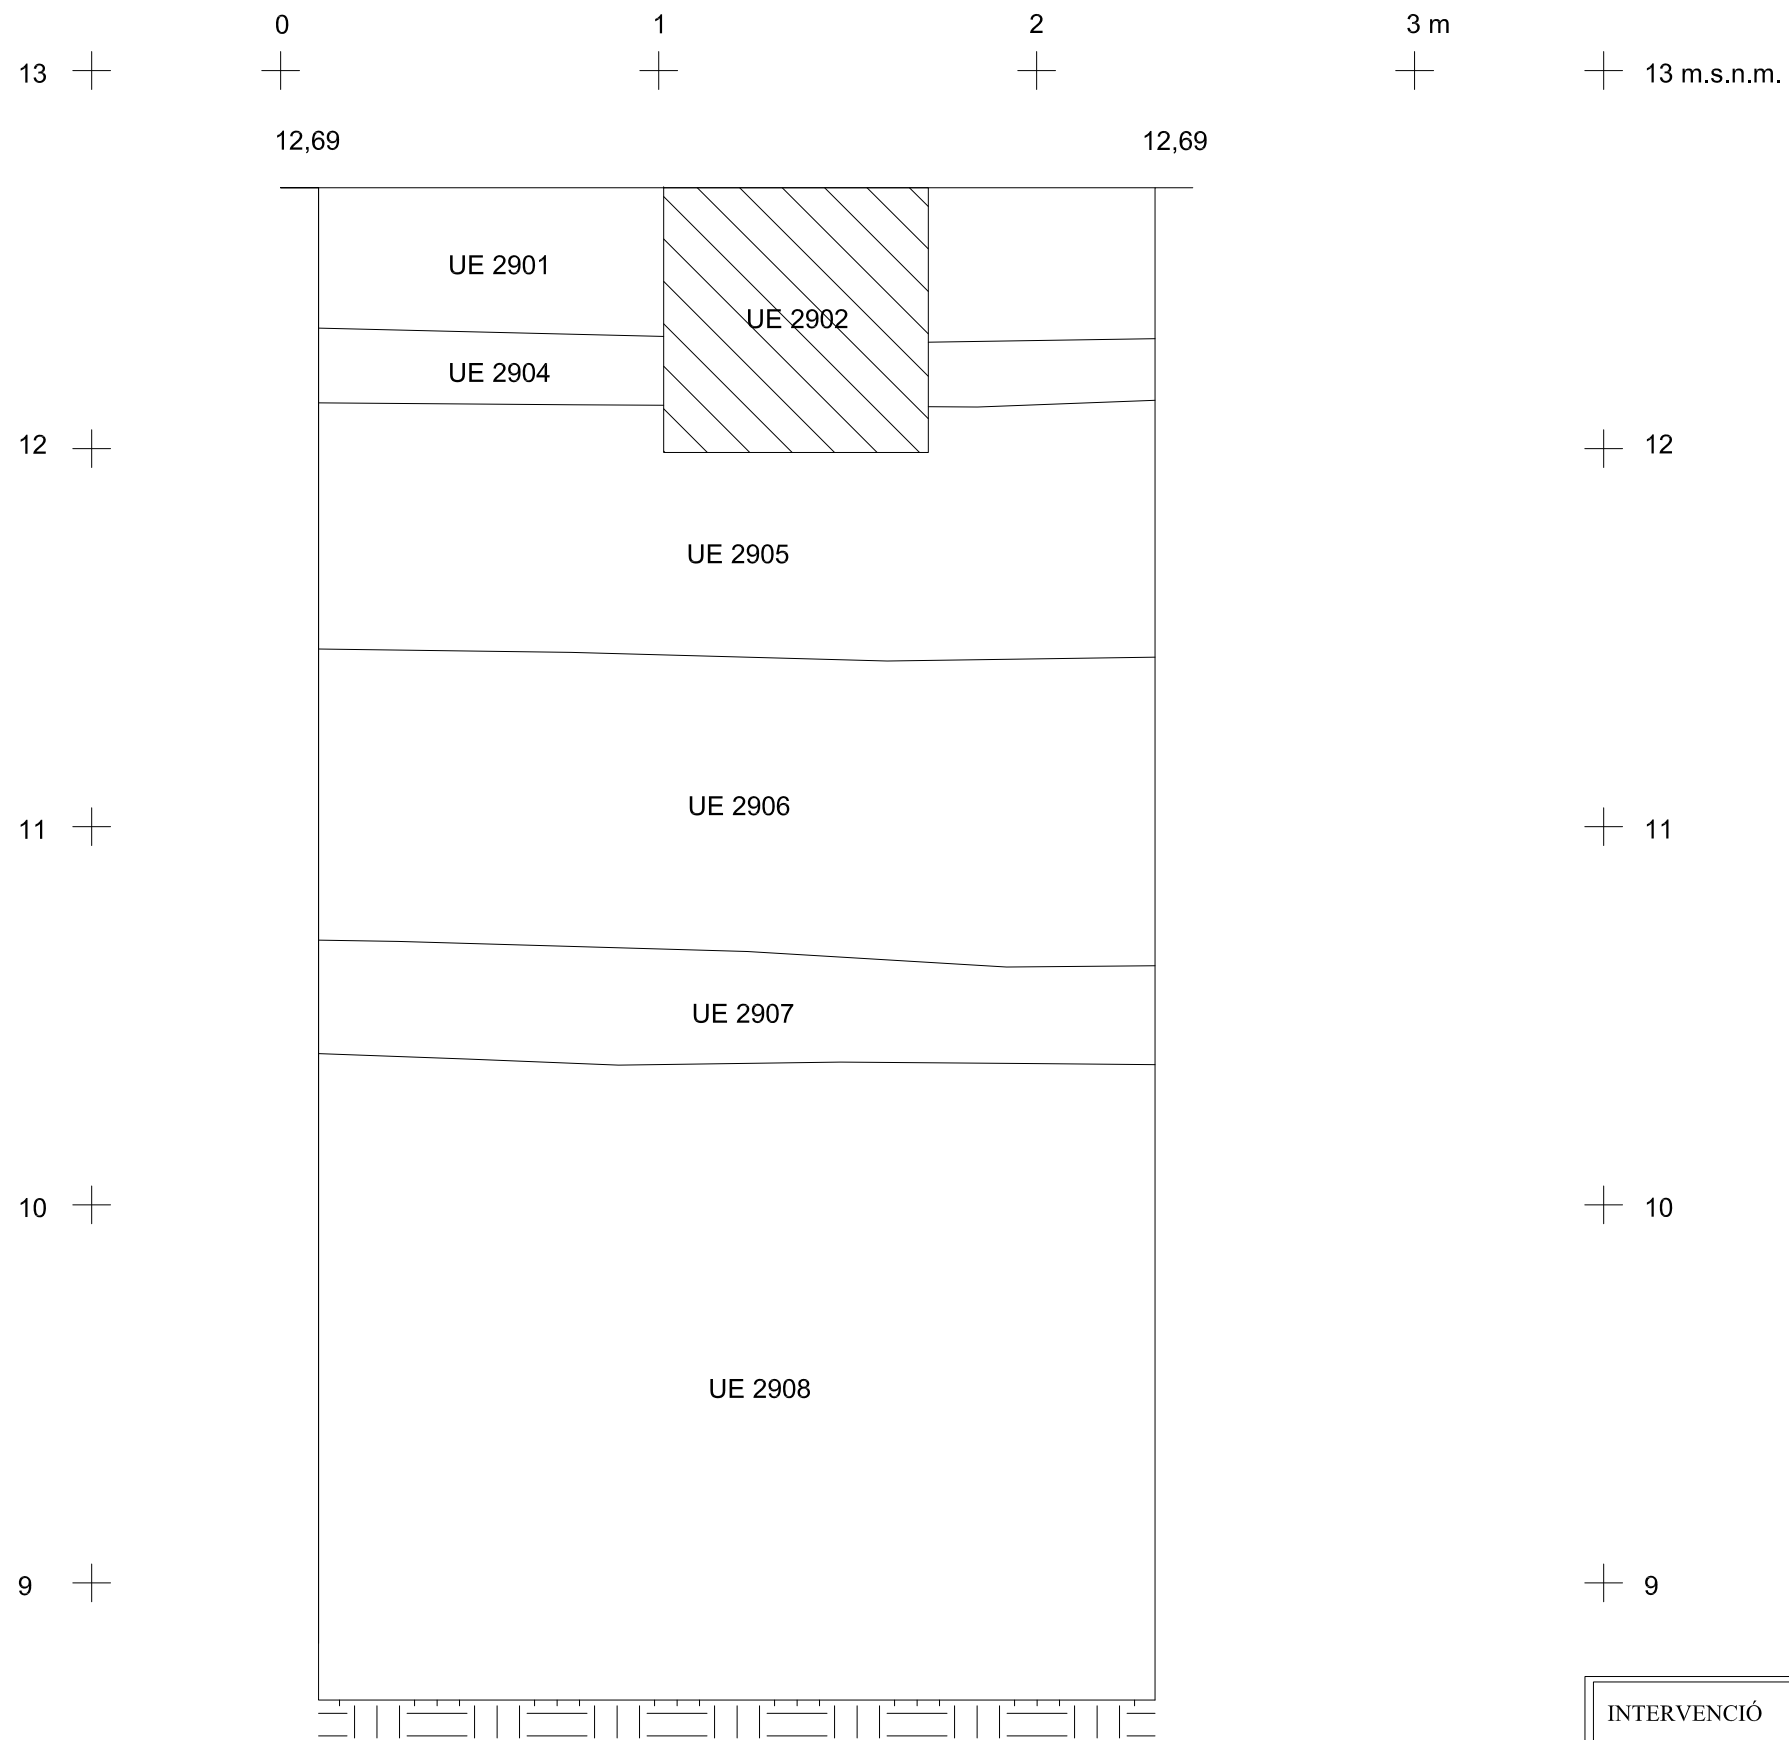 0 1 2 3 m
13 13 m.s.n.m.
12,69 12,69
UE 2901
UE 2902
UE 2904
12 12
UE 2905
UE 2906
11 11
UE 2907
10 10
UE 2908
9 9
INTERVENCIÓ